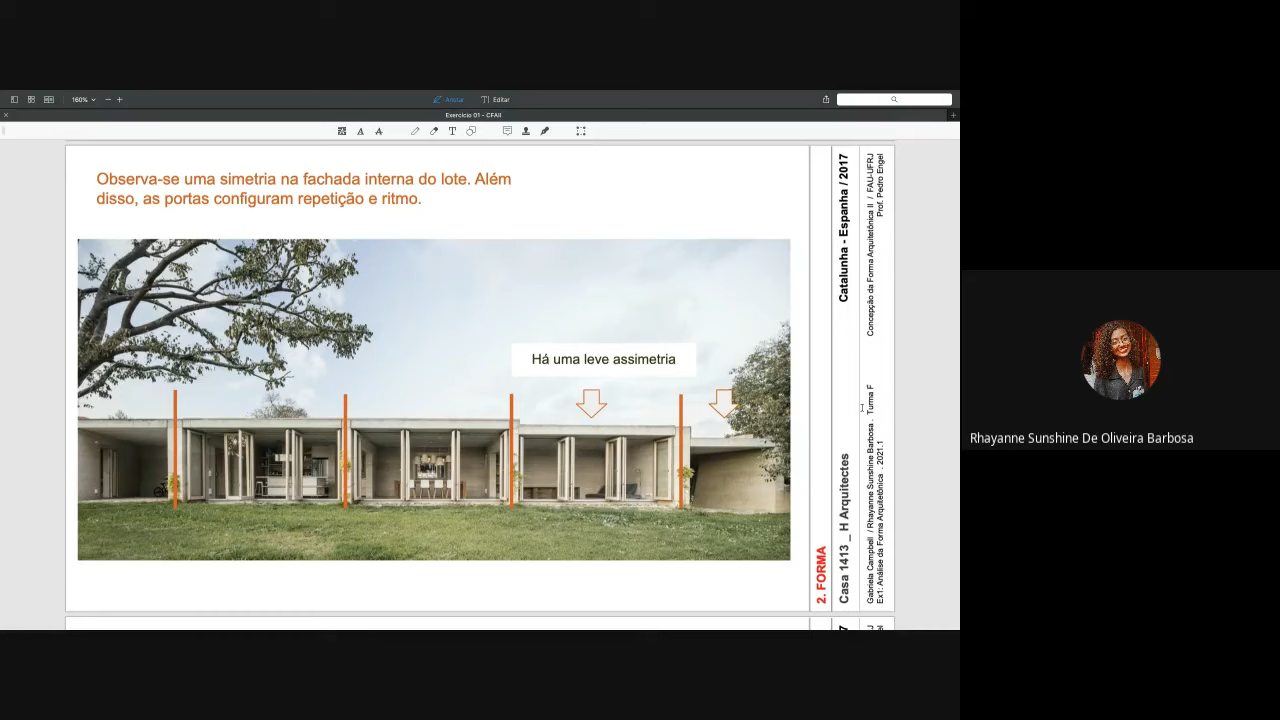 160%
Anotar
Editar
Exercício 01 - CFAII
Observa-se uma simetria na fachada interna do lote. Além
disso, as portas configuram repetição e ritmo.
Há uma leve assimetria
2. FORMA
Casa 1413 _ H Arquitectes
Catalunha - Espanha / 2017
Gabriela Campbell / Rhayanne Sunshine Barbosa . Turma F
Ex1: Análise da Forma Arquitetônica . 2021.1
Concepção da Forma Arquitetônica II / FAU-UFRJ
Prof. Pedro Engel
Rhayanne Sunshine De Oliveira Barbosa